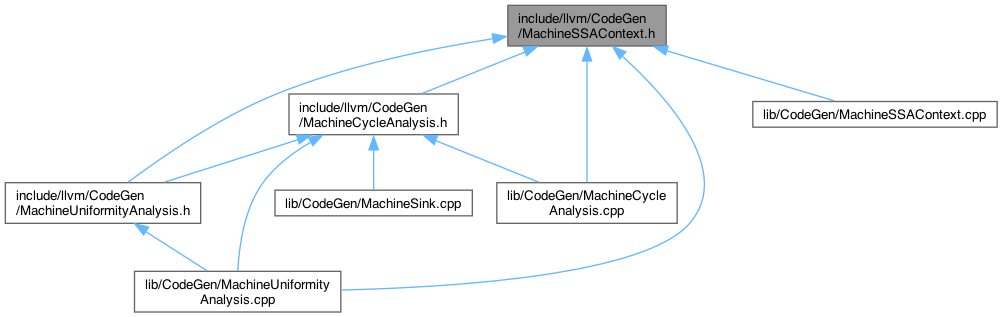 include/llvm/CodeGen
/MachineSSAContext.h
include/llvm/CodeGen
/MachineCycleAnalysis.h
lib/CodeGen/MachineSSAContext.cpp
include/llvm/CodeGen
/MachineUniformityAnalysis.h
lib/CodeGen/MachineSink.cpp
lib/CodeGen/MachineCycle
Analysis.cpp
lib/CodeGen/MachineUniformity
Analysis.cpp